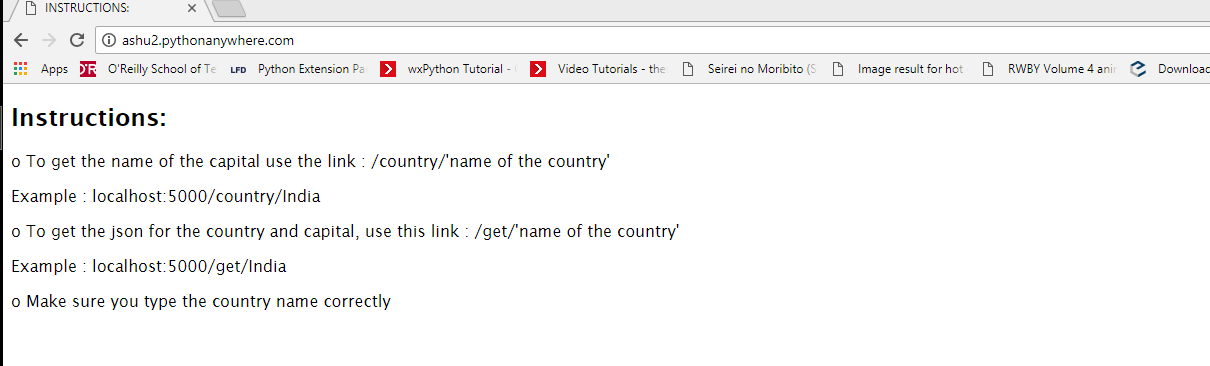 INSTRUCTIONS:
ashu2.pythonanywhere.com
Apps O'R O'Reilly School of Te LFD Python Extension Pa wxPython Tutorial - Video Tutorials - the Seirei no Moribito (S Image result for hot RWBY Volume 4 ani Download
Instructions:
o To get the name of the capital use the link : /country/'name of the country'
Example : localhost:5000/country/India
o To get the json for the country and capital, use this link : /get/'name of the country'
Example : localhost:5000/get/India
o Make sure you type the country name correctly